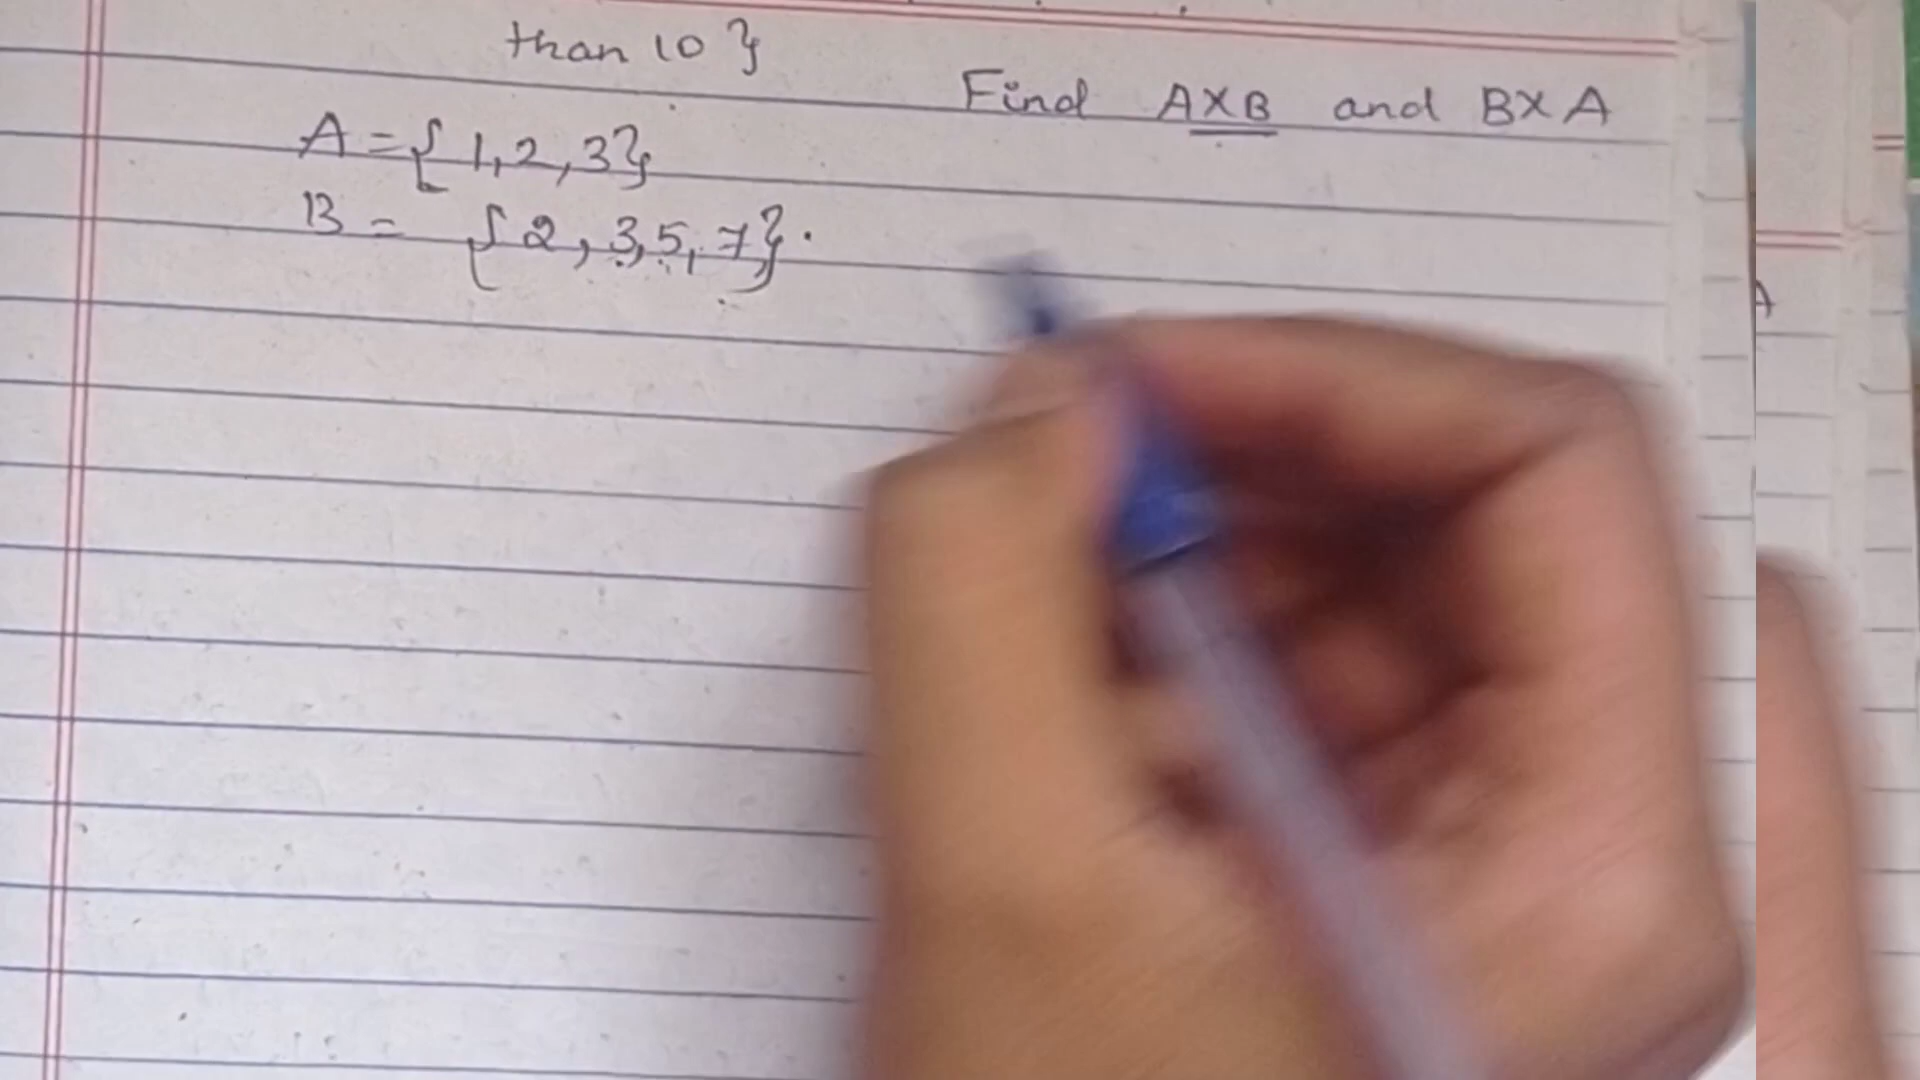 than 10}
Find A×B and B×A
A = {1,2,3}
B = {2, 3,5, 7}.